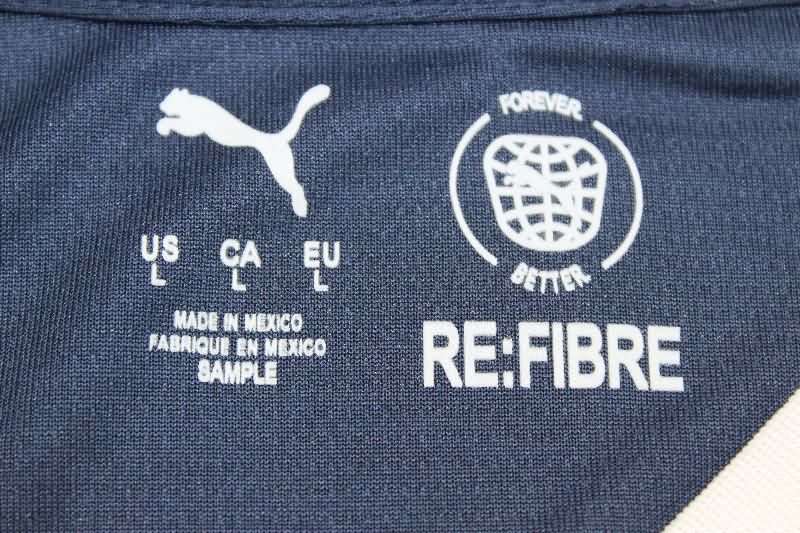 US CA EU
L L L
MADE IN MEXICO
FABRIQUE EN MEXICO
SAMPLE
FOREVER
BETTER
RE:FIBRE